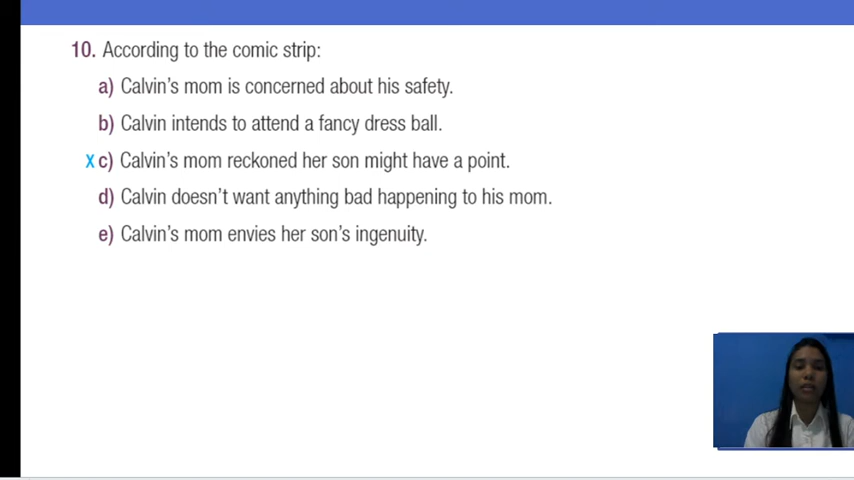 10. According to the comic strip:
a) Calvin's mom is concerned about his safety.
b) Calvin intends to attend a fancy dress ball.
x c) Calvin's mom reckoned her son might have a point.
d) Calvin doesn't want anything bad happening to his mom.
e) Calvin's mom envies her son's ingenuity.